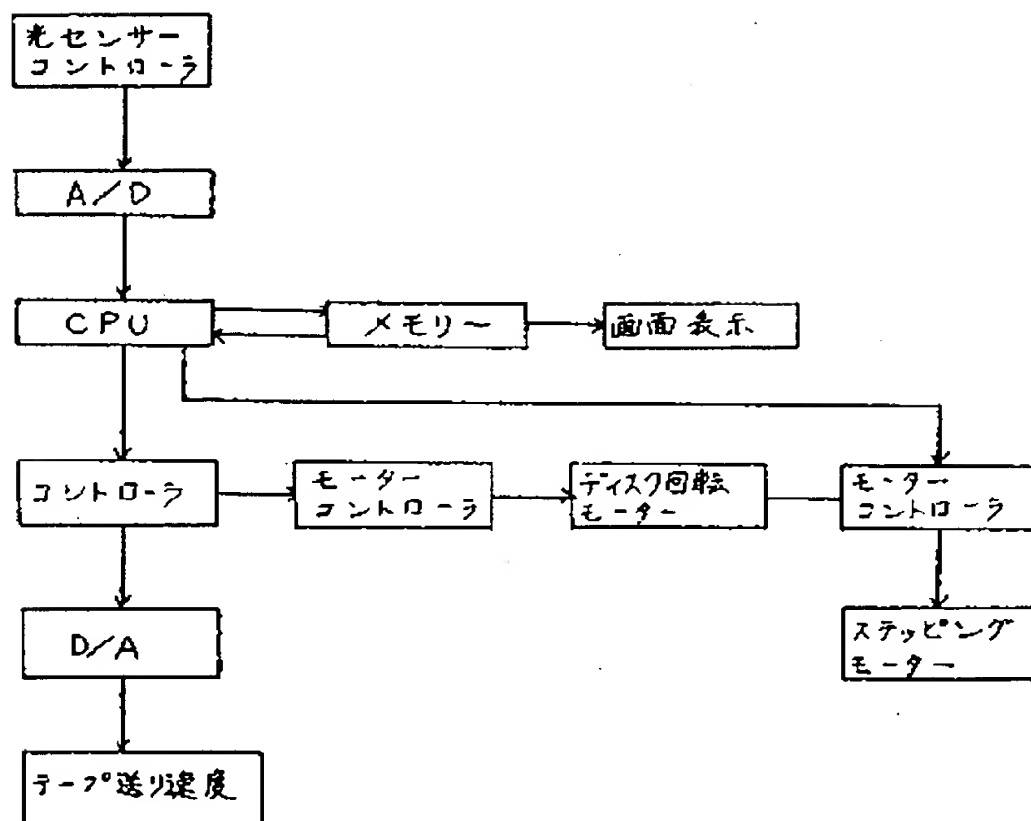 光センサー
コントローラ
A/D
CPU
メモリー
画面表示
コントローラ
モーター
コントローラ
ディスク回転
モーター
モーター
コントローラ
D/A
ステッピング
モーター
テープ送り速度